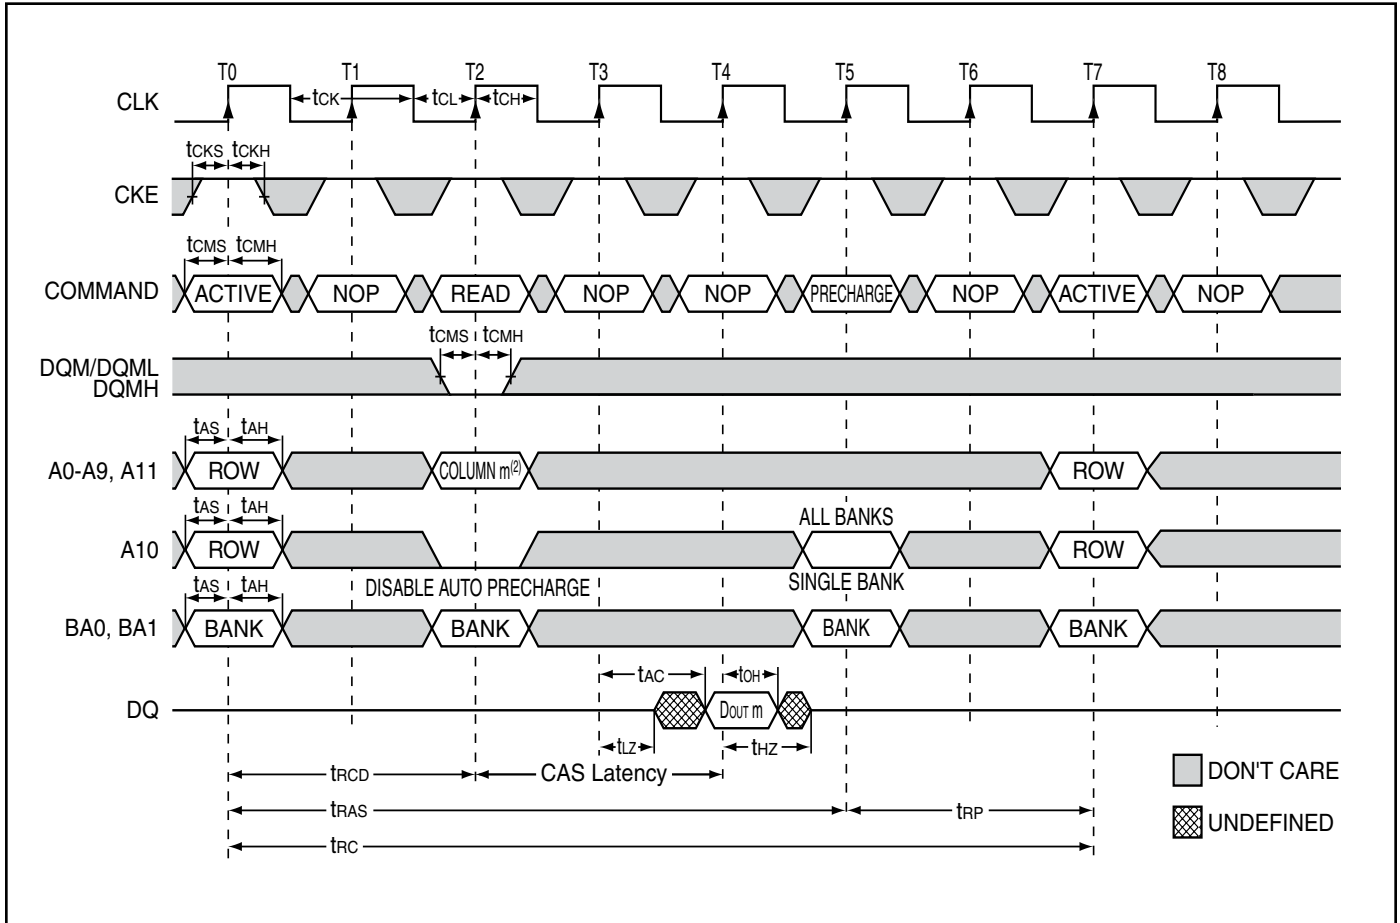 T0 T1 T2 T3 T4 T5 T6 T7 T8
CLK tCK tCL tCH
tCKS tCKH
CKE
tCMS tCMH
COMMAND ACTIVE NOP READ NOP NOP PRECHARGE NOP ACTIVE NOP
tCMS tCMH
DQM/DQML
DQMH
tAS tAH
A0-A9, A11 ROW COLUMN m(2) ROW
tAS tAH ALL BANKS
A10 ROW ROW
tAS tAH DISABLE AUTO PRECHARGE SINGLE BANK
BA0, BA1 BANK BANK BANK BANK
tAC tOH
DQ DOUT m
tLZ tHZ
tRCD CAS Latency
DON'T CARE
tRAS tRP
UNDEFINED
tRC